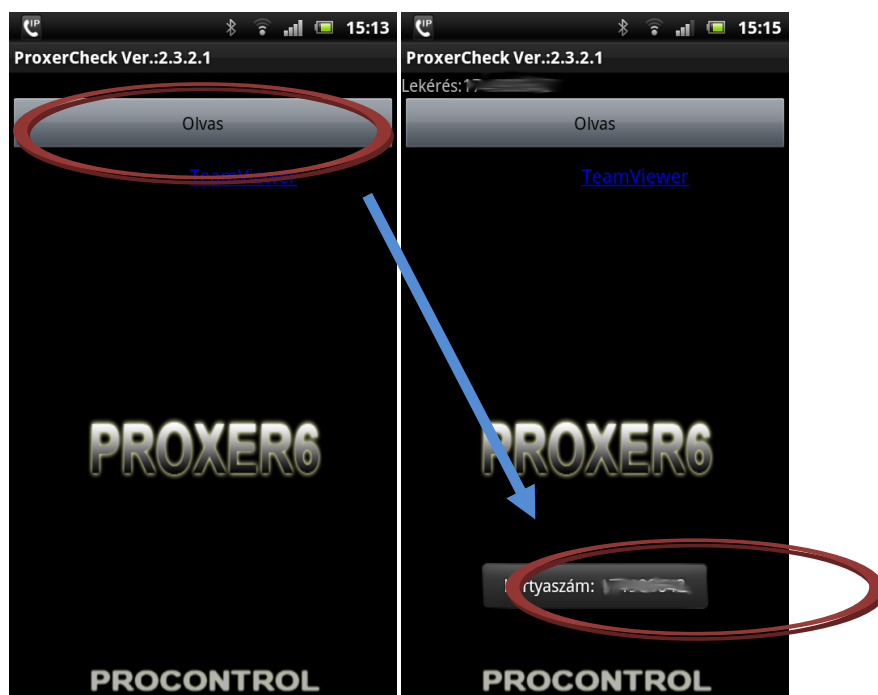 15:13
ProxerCheck Ver.:2.3.2.1
Olvas
TeamViewer
PROXER6
PROCONTROL
15:15
ProxerCheck Ver.:2.3.2.1
Lekérés:
Olvas
TeamViewer
PROXER6
PROCONTROL